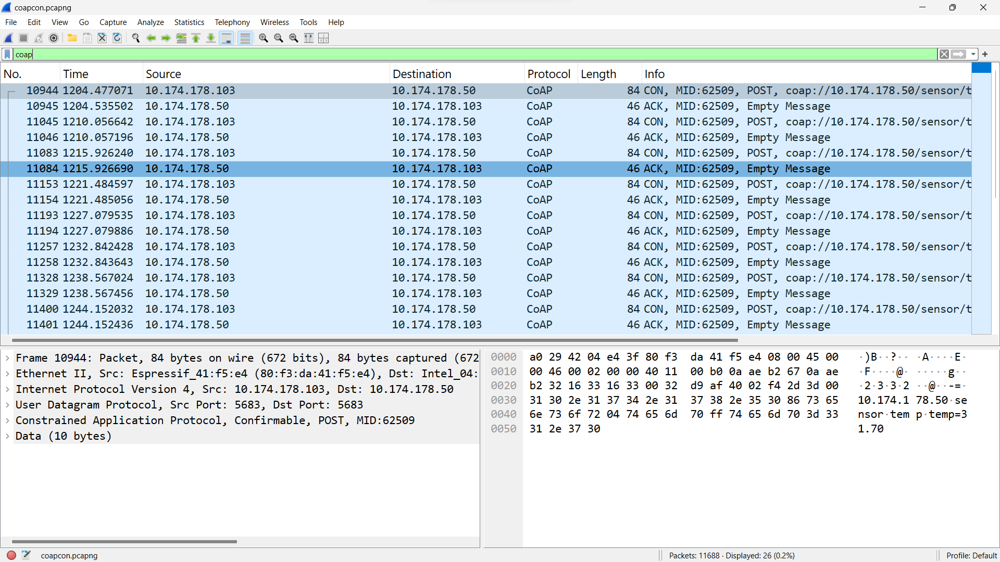 coapcon.pcapng
File Edit View Go Capture Analyze Statistics Telephony Wireless Tools Help
coap
No. Time Source Destination Protocol Length Info
10944 1204.477071 10.174.178.103 10.174.178.50 CoAP 84 CON, MID:62509, POST, coap://10.174.178.50/sensor/t
10945 1204.535502 10.174.178.50 10.174.178.103 CoAP 46 ACK, MID:62509, Empty Message
11045 1210.056642 10.174.178.103 10.174.178.50 CoAP 84 CON, MID:62509, POST, coap://10.174.178.50/sensor/t
11046 1210.057196 10.174.178.50 10.174.178.103 CoAP 46 ACK, MID:62509, Empty Message
11083 1215.926240 10.174.178.103 10.174.178.50 CoAP 84 CON, MID:62509, POST, coap://10.174.178.50/sensor/t
11084 1215.926690 10.174.178.50 10.174.178.103 CoAP 46 ACK, MID:62509, Empty Message
11153 1221.484597 10.174.178.103 10.174.178.50 CoAP 84 CON, MID:62509, POST, coap://10.174.178.50/sensor/t
11154 1221.485056 10.174.178.50 10.174.178.103 CoAP 46 ACK, MID:62509, Empty Message
11193 1227.079535 10.174.178.103 10.174.178.50 CoAP 84 CON, MID:62509, POST, coap://10.174.178.50/sensor/t
11194 1227.079886 10.174.178.50 10.174.178.103 CoAP 46 ACK, MID:62509, Empty Message
11257 1232.842428 10.174.178.103 10.174.178.50 CoAP 84 CON, MID:62509, POST, coap://10.174.178.50/sensor/t
11258 1232.843643 10.174.178.50 10.174.178.103 CoAP 46 ACK, MID:62509, Empty Message
11328 1238.567024 10.174.178.103 10.174.178.50 CoAP 84 CON, MID:62509, POST, coap://10.174.178.50/sensor/t
11329 1238.567456 10.174.178.50 10.174.178.103 CoAP 46 ACK, MID:62509, Empty Message
11400 1244.152032 10.174.178.103 10.174.178.50 CoAP 84 CON, MID:62509, POST, coap://10.174.178.50/sensor/t
11401 1244.152436 10.174.178.50 10.174.178.103 CoAP 46 ACK, MID:62509, Empty Message
Frame 10944: Packet, 84 bytes on wire (672 bits), 84 bytes captured (672
Ethernet II, Src: Espressif_41:f5:e4 (80:f3:da:41:f5:e4), Dst: Intel_04:
Internet Protocol Version 4, Src: 10.174.178.103, Dst: 10.174.178.50
User Datagram Protocol, Src Port: 5683, Dst Port: 5683
Constrained Application Protocol, Confirmable, POST, MID:62509
Data (10 bytes)
0000 a0 29 42 04 e4 3f 80 f3 da 41 f5 e4 08 00 45 00 ·)B··?·· ·A····E·
0010 00 46 00 02 00 00 40 11 00 b0 0a ae b2 67 0a ae ·F····@· ·····g··
0020 b2 32 16 33 16 33 00 32 d9 af 40 02 f4 2d 3d 00 ·2·3·3·2 ··@··-=·
0030 31 30 2e 31 37 34 2e 31 37 38 2e 35 30 86 73 65 10.174.1 78.50·se
0040 6e 73 6f 72 04 74 65 6d 70 ff 74 65 6d 70 3d 33 nsor·tem p·temp=3
0050 31 2e 37 30 1.70
coapcon.pcapng Packets: 11688 · Displayed: 26 (0.2%) Profile: Default